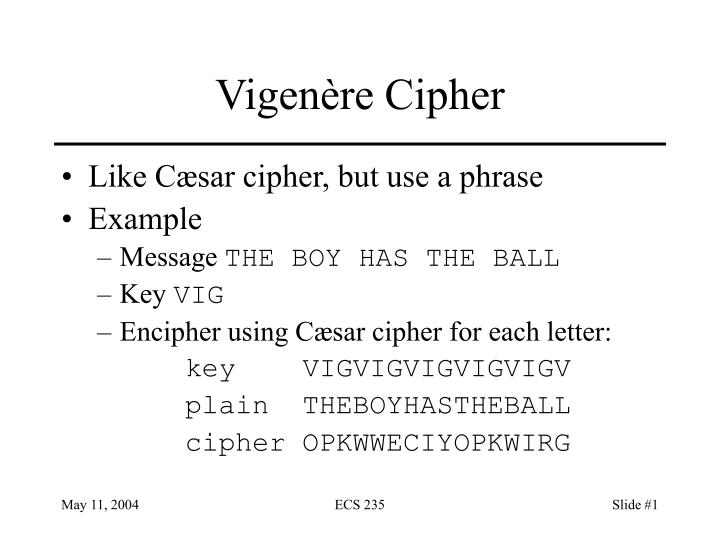 Vigenère Cipher
• Like Cæsar cipher, but use a phrase
• Example
– Message THE BOY HAS THE BALL
– Key VIG
– Encipher using Cæsar cipher for each letter:
key VIGVIGVIGVIGVIGV
plain THEBOYHASTHEBALL
cipher OPKWWECIYOPKWIRG
May 11, 2004 ECS 235 Slide #1